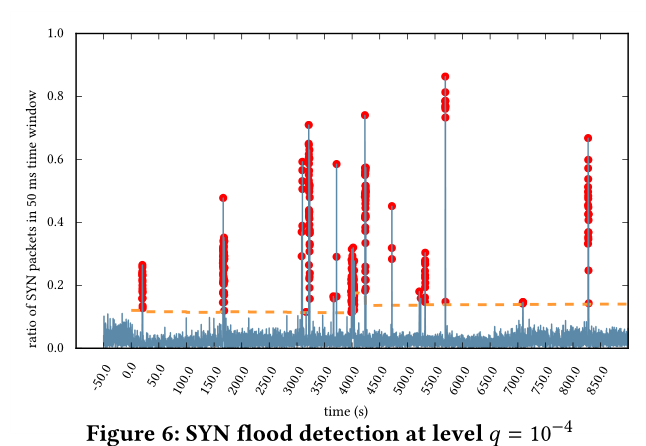 1.0
0.8
0.6
0.4
0.2
0.0
ratio of SYN packets in 50 ms time window
-50.0 0.0 50.0 100.0 150.0 200.0 250.0 300.0 350.0 400.0 450.0 500.0 550.0 600.0 650.0 700.0 750.0 800.0 850.0
time (s)
Figure 6: SYN flood detection at level q = 10⁻⁴